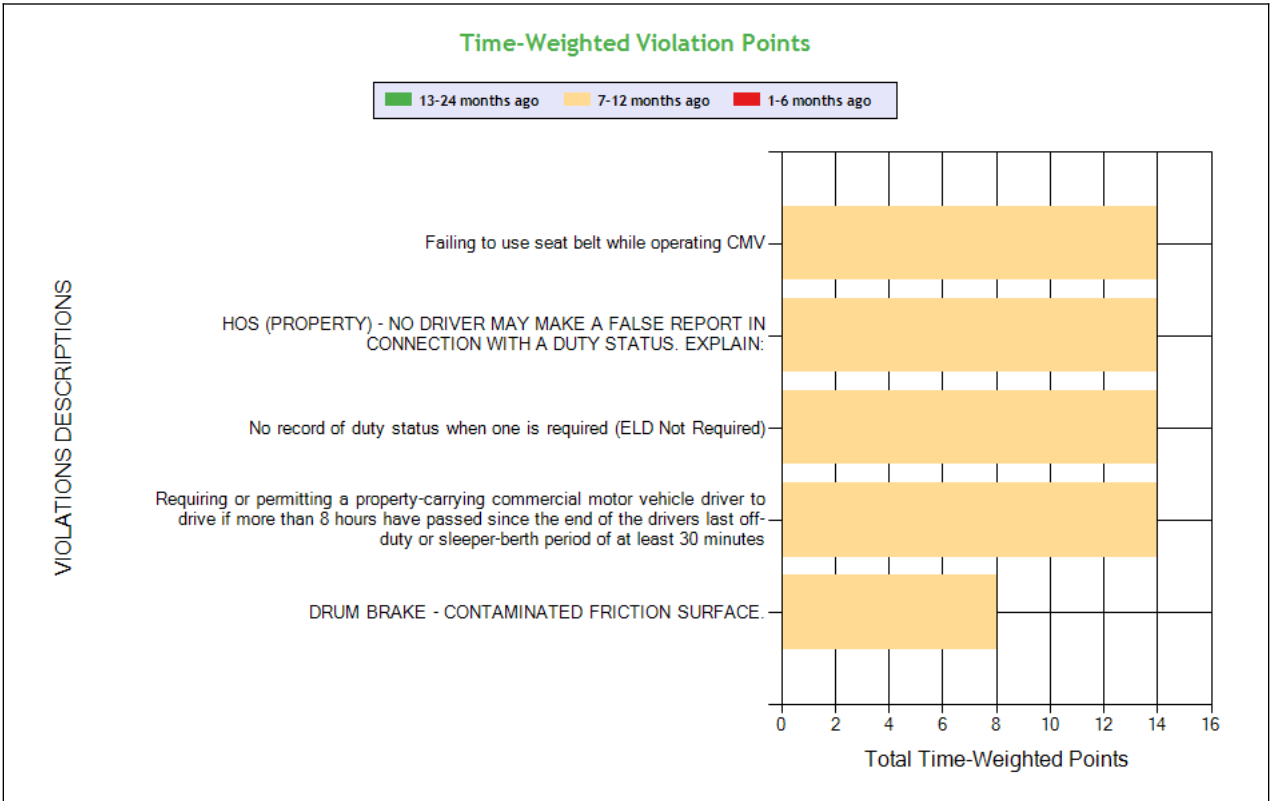 Time-Weighted Violation Points
13-24 months ago 7-12 months ago 1-6 months ago
VIOLATIONS DESCRIPTIONS
Failing to use seat belt while operating CMV
HOS (PROPERTY) - NO DRIVER MAY MAKE A FALSE REPORT IN
CONNECTION WITH A DUTY STATUS. EXPLAIN:
No record of duty status when one is required (ELD Not Required)
Requiring or permitting a property-carrying commercial motor vehicle driver to
drive if more than 8 hours have passed since the end of the drivers last off-
duty or sleeper-berth period of at least 30 minutes
DRUM BRAKE - CONTAMINATED FRICTION SURFACE.
0 2 4 6 8 10 12 14 16
Total Time-Weighted Points